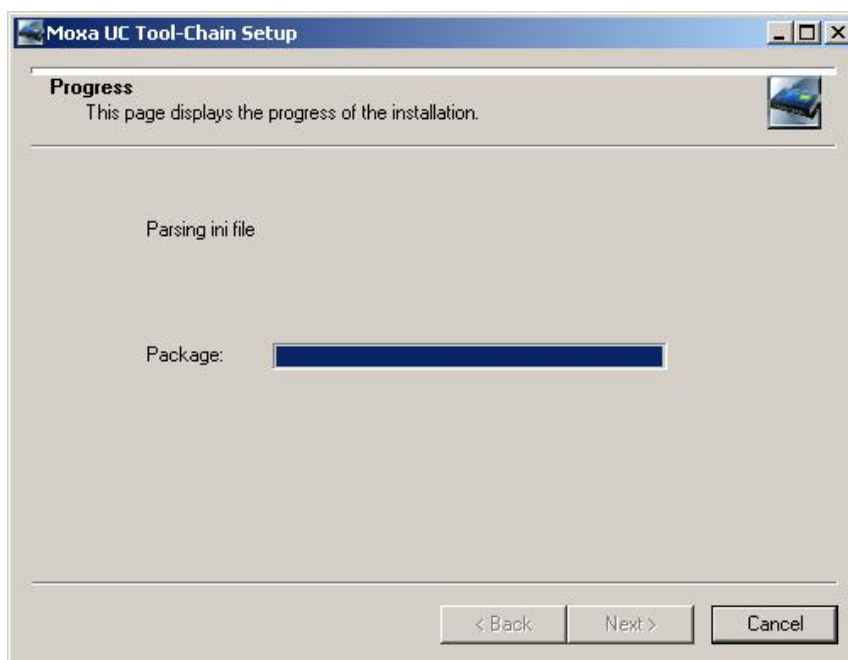 Moxa UC Tool-Chain Setup
Progress
This page displays the progress of the installation.
Parsing ini file
Package:
< Back
Next >
Cancel